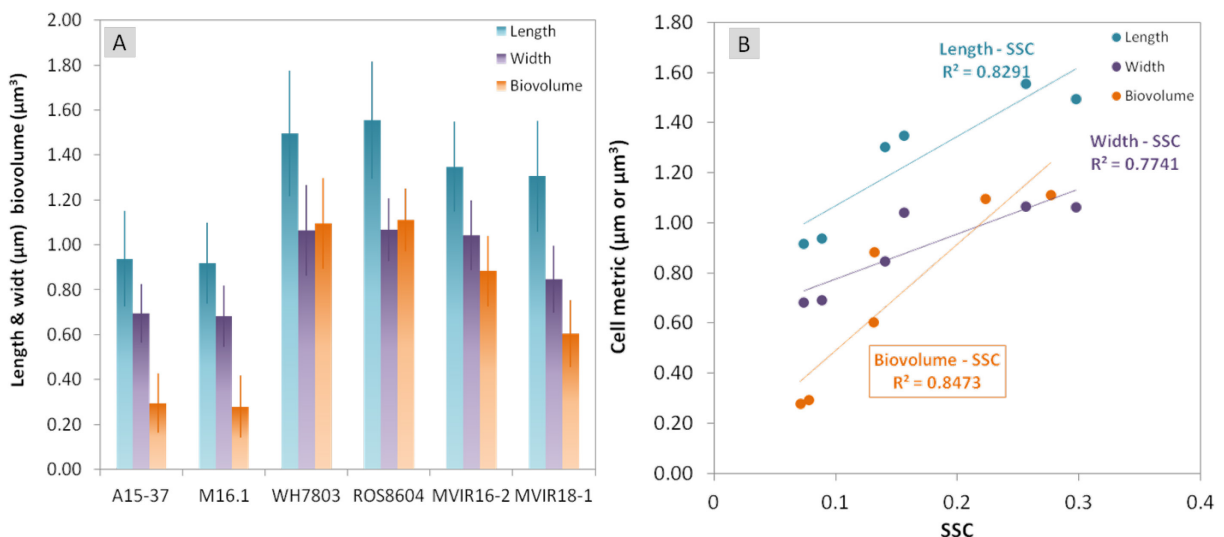 A
Length & widt (µm) biovolume (µm³)
2.00
1.80
1.60
1.40
1.20
1.00
0.80
0.60
0.40
0.20
0.00
Length
Width
Biovolume
A15-37
M16.1
WH7803
ROS8604
MVIR16-2
MVIR18-1
B
Cell metric (µm or µm³)
1.80
1.60
1.40
1.20
1.00
0.80
0.60
0.40
0.20
0.00
Length - SSC
R² = 0.8291
Length
Width
Biovolume
Width - SSC
R² = 0.7741
Biovolume - SSC
R² = 0.8473
0
0.1
0.2
0.3
0.4
SSC